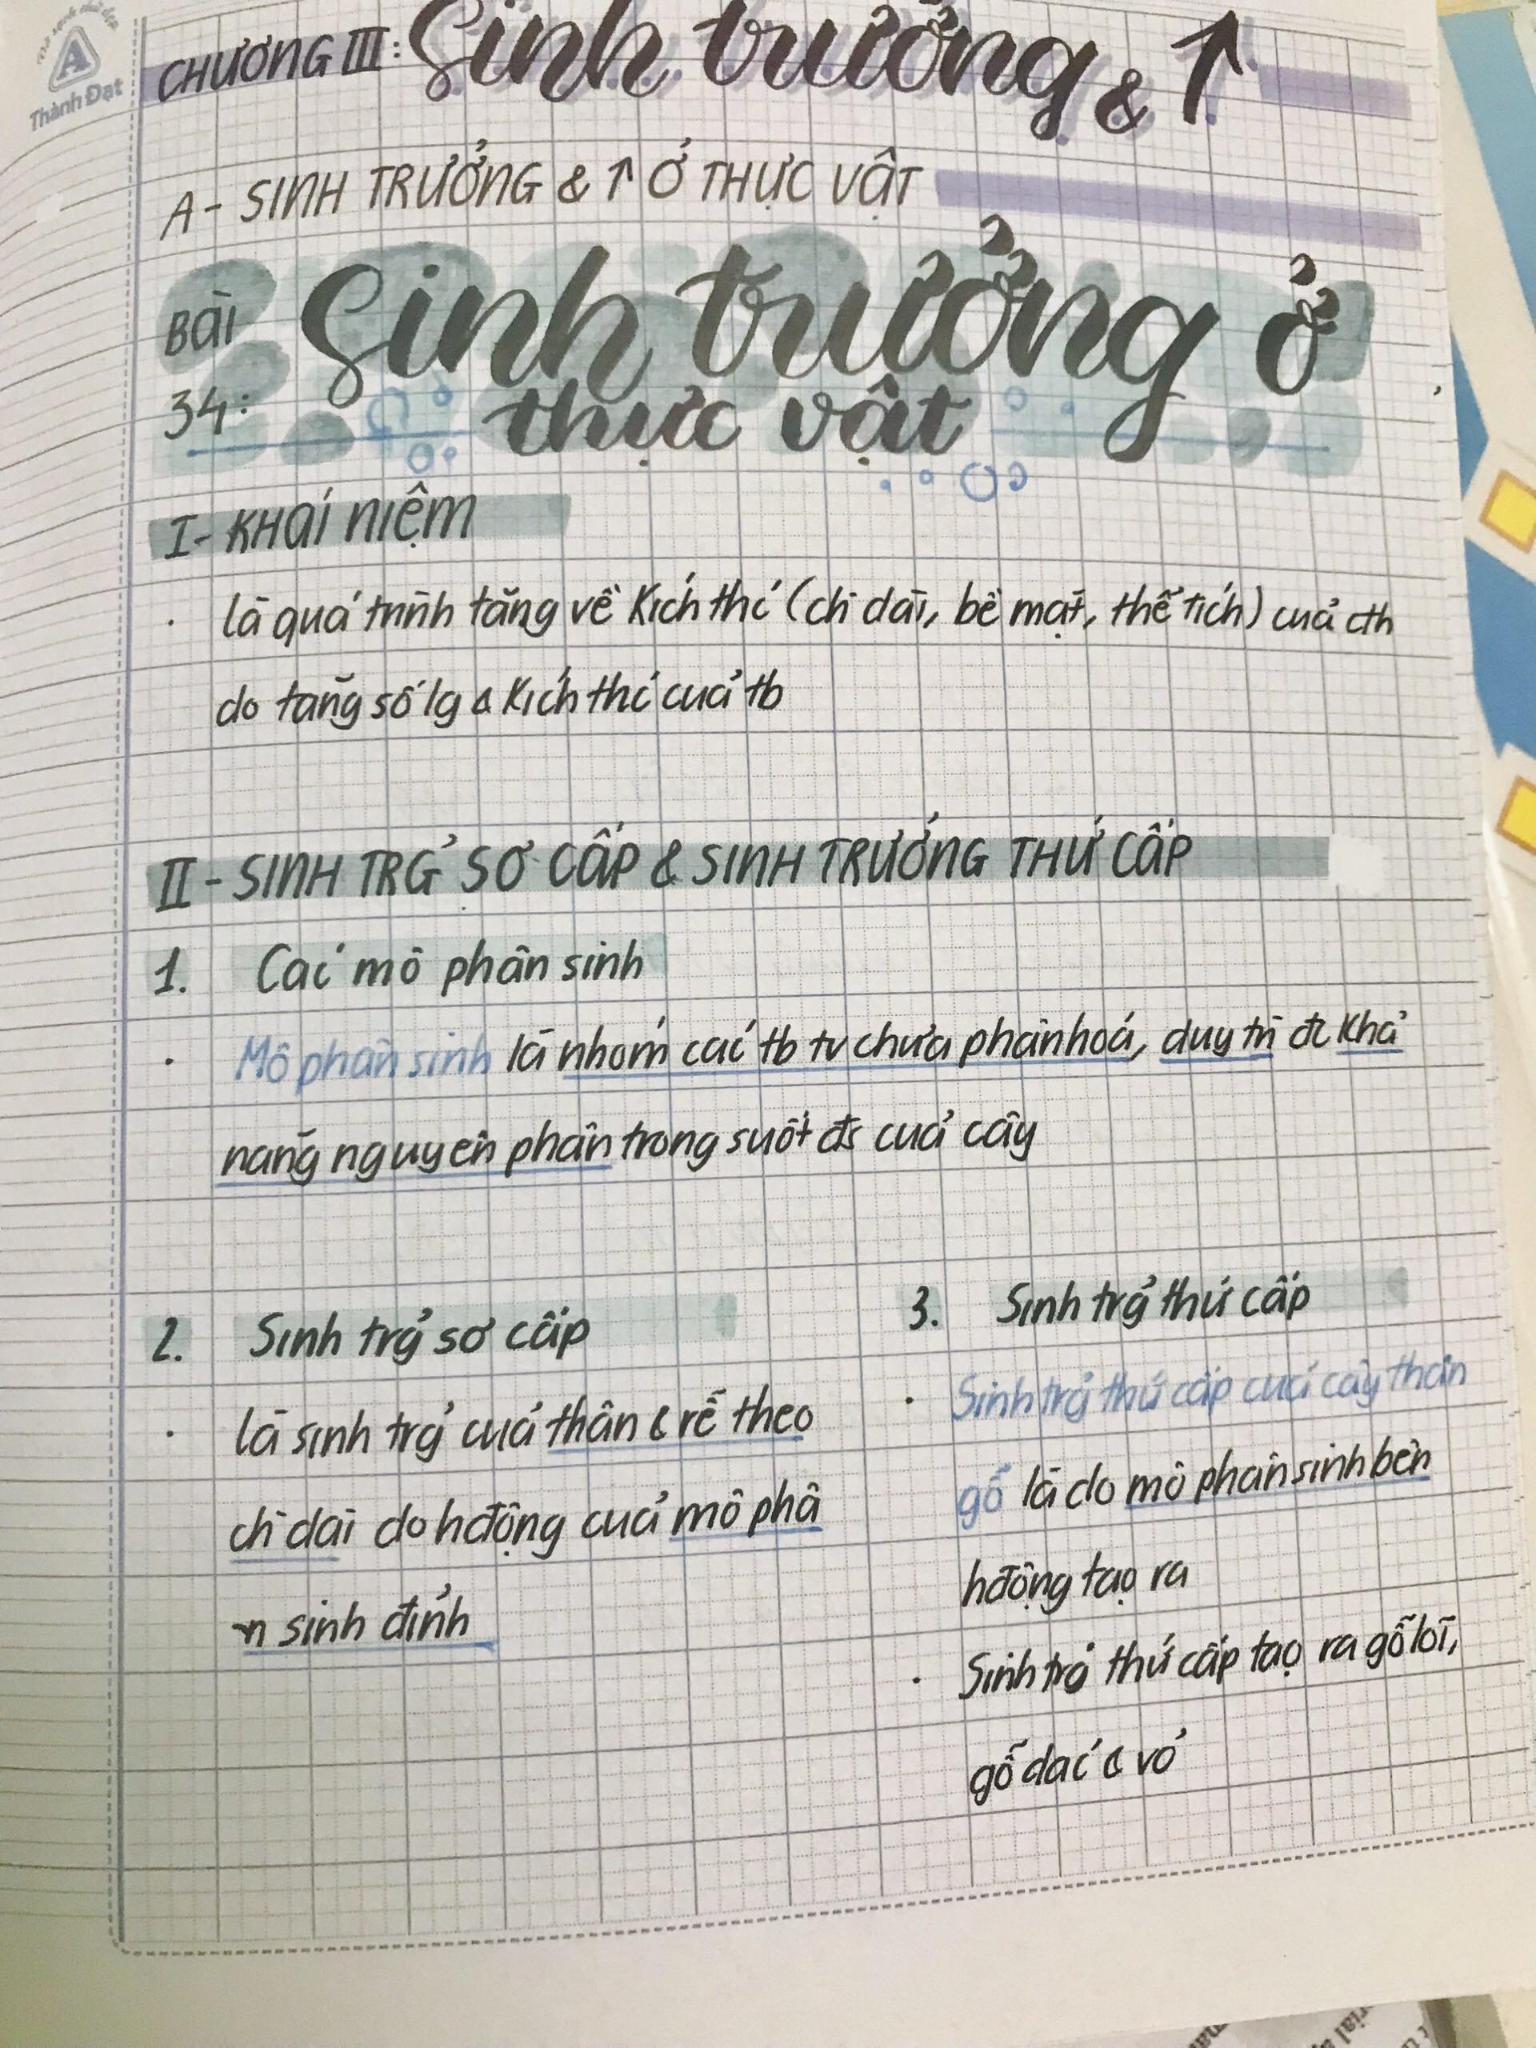 Thành Đạt
CHƯƠNG III: Sinh trưởng & ↑
A - SINH TRƯỞNG & ↑ Ở THỰC VẬT
Bài 34: Sinh trưởng ở
thực vật
I - KHÁI NIỆM
. là quá trình tăng về kích thć (ch` dài, bề mặt, thể tích) của cth
do tăng số lg & kích thć của tb
II - SINH TRG̉ SƠ CẤP & SINH TRƯỞNG THỨ CẤP
1. Các mô phân sinh
. Mô phân sinh là nhóm các tb tv chưa phân hoá, duy trì đc khả
năng nguyên phân trong suốt đs của cây
2. Sinh trg̉ sơ cấp
. là sinh trg̉ của thân & rễ theo
ch` dài do hđộng của mô phâ
n sinh đỉnh
3. Sinh trg̉ thứ cấp
. Sinh trg̉ thứ cấp của cây thân
gỗ là do mô phân sinh bên
hđộng tạo ra
. Sinh trg̉ thứ cấp tạo ra gỗ lõi,
gỗ dác & vỏ